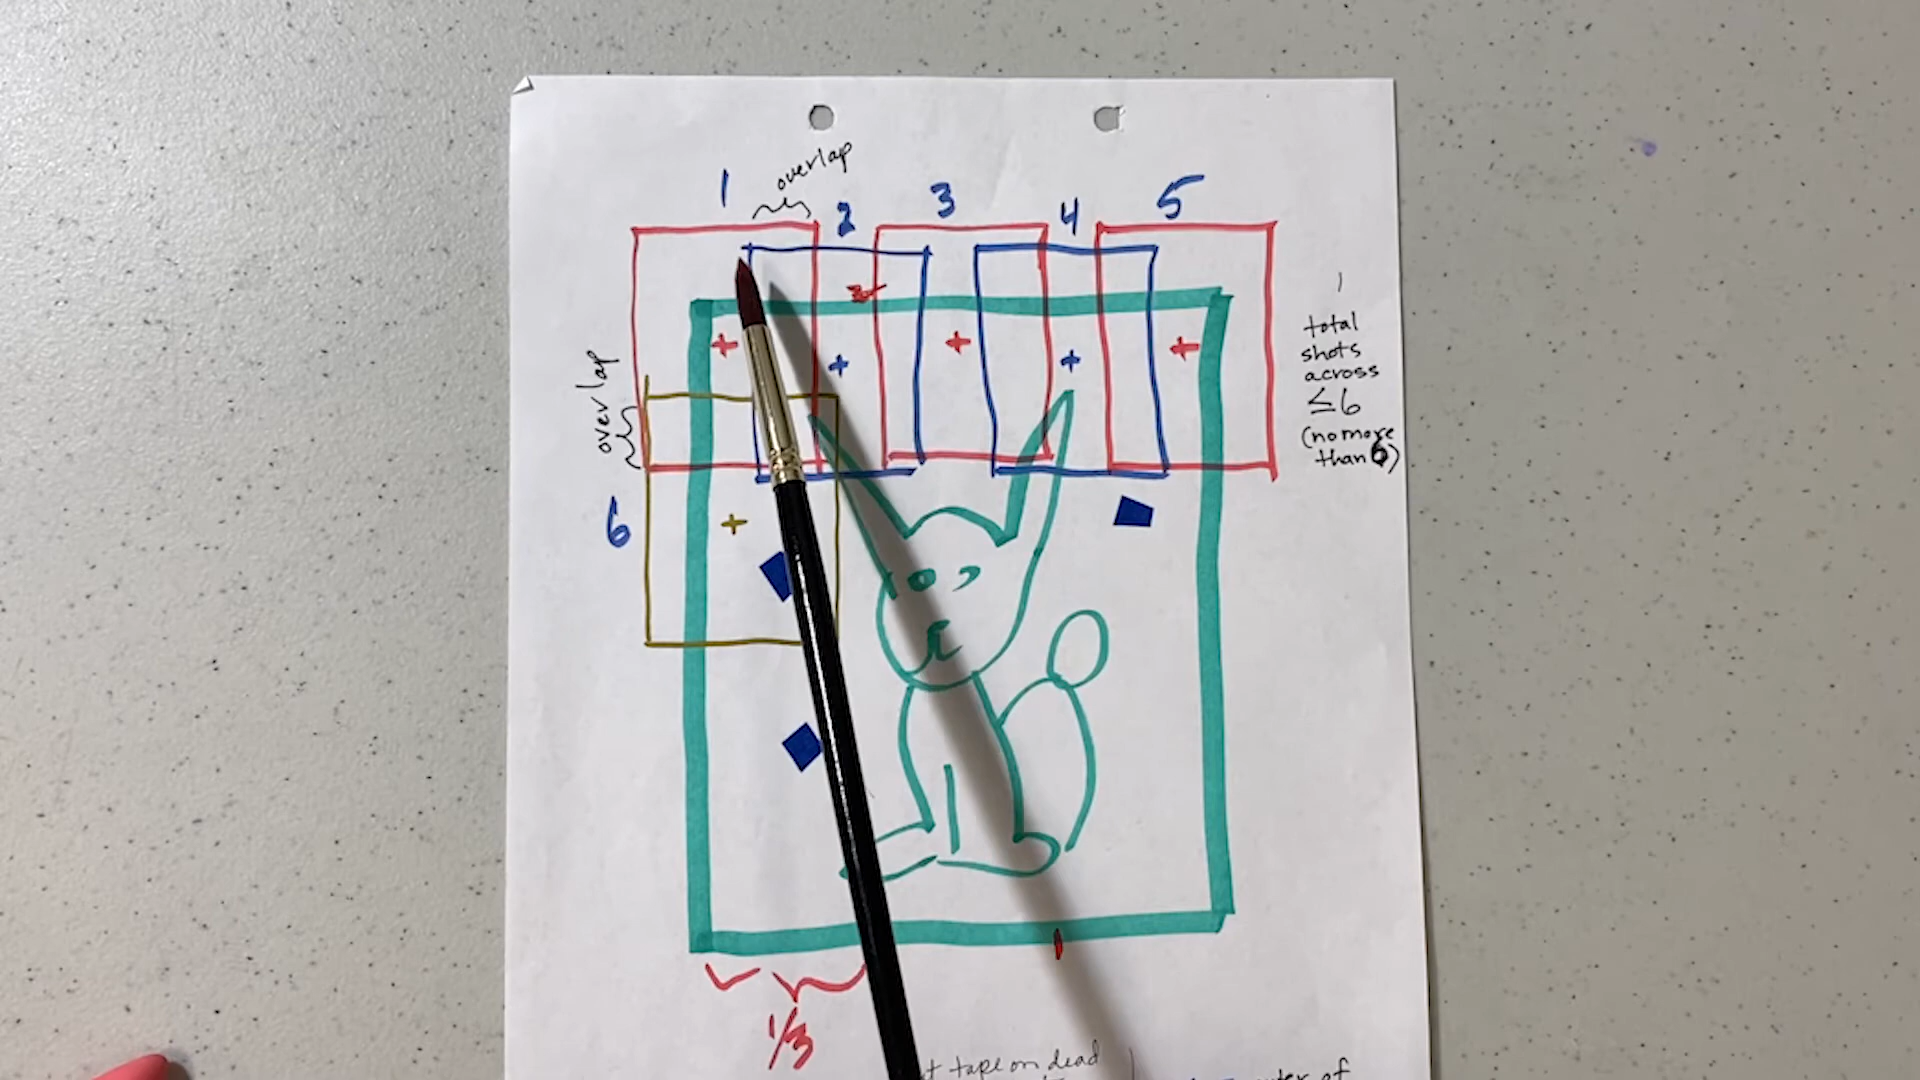 overlap
1
2
3
4
5
overlap
6
total
shots
across
≤6
(no more
than 6)
1/3
tape on dead
of